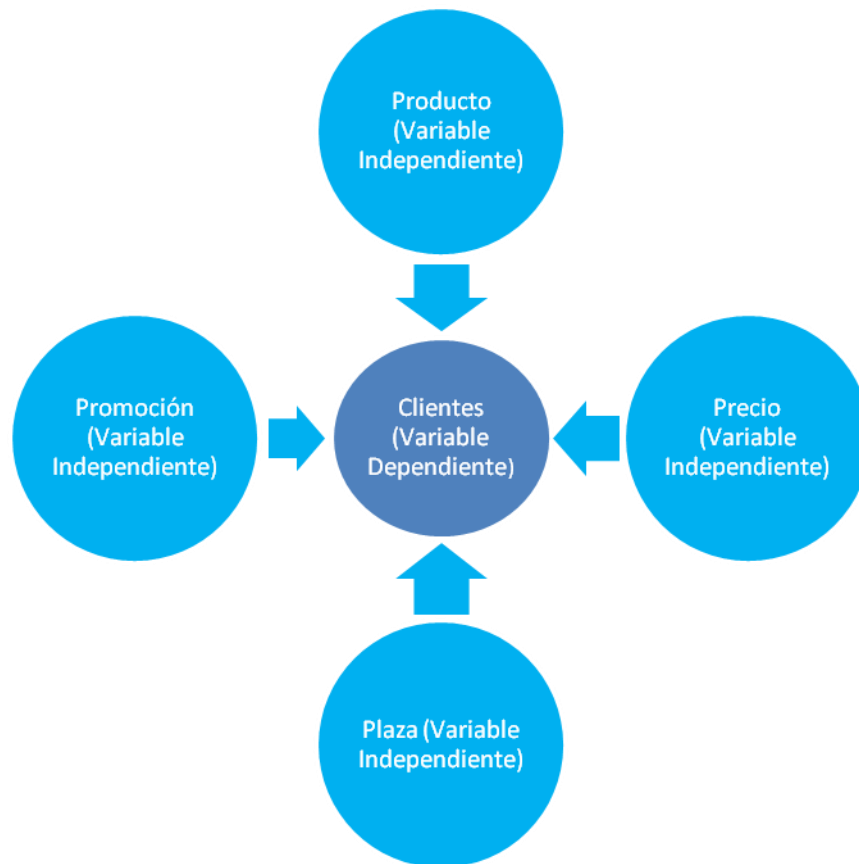 Producto
(Variable
Independiente)
Promoción
(Variable
Independiente)
Clientes
(Variable
Dependiente)
Precio
(Variable
Independiente)
Plaza (Variable
Independiente)